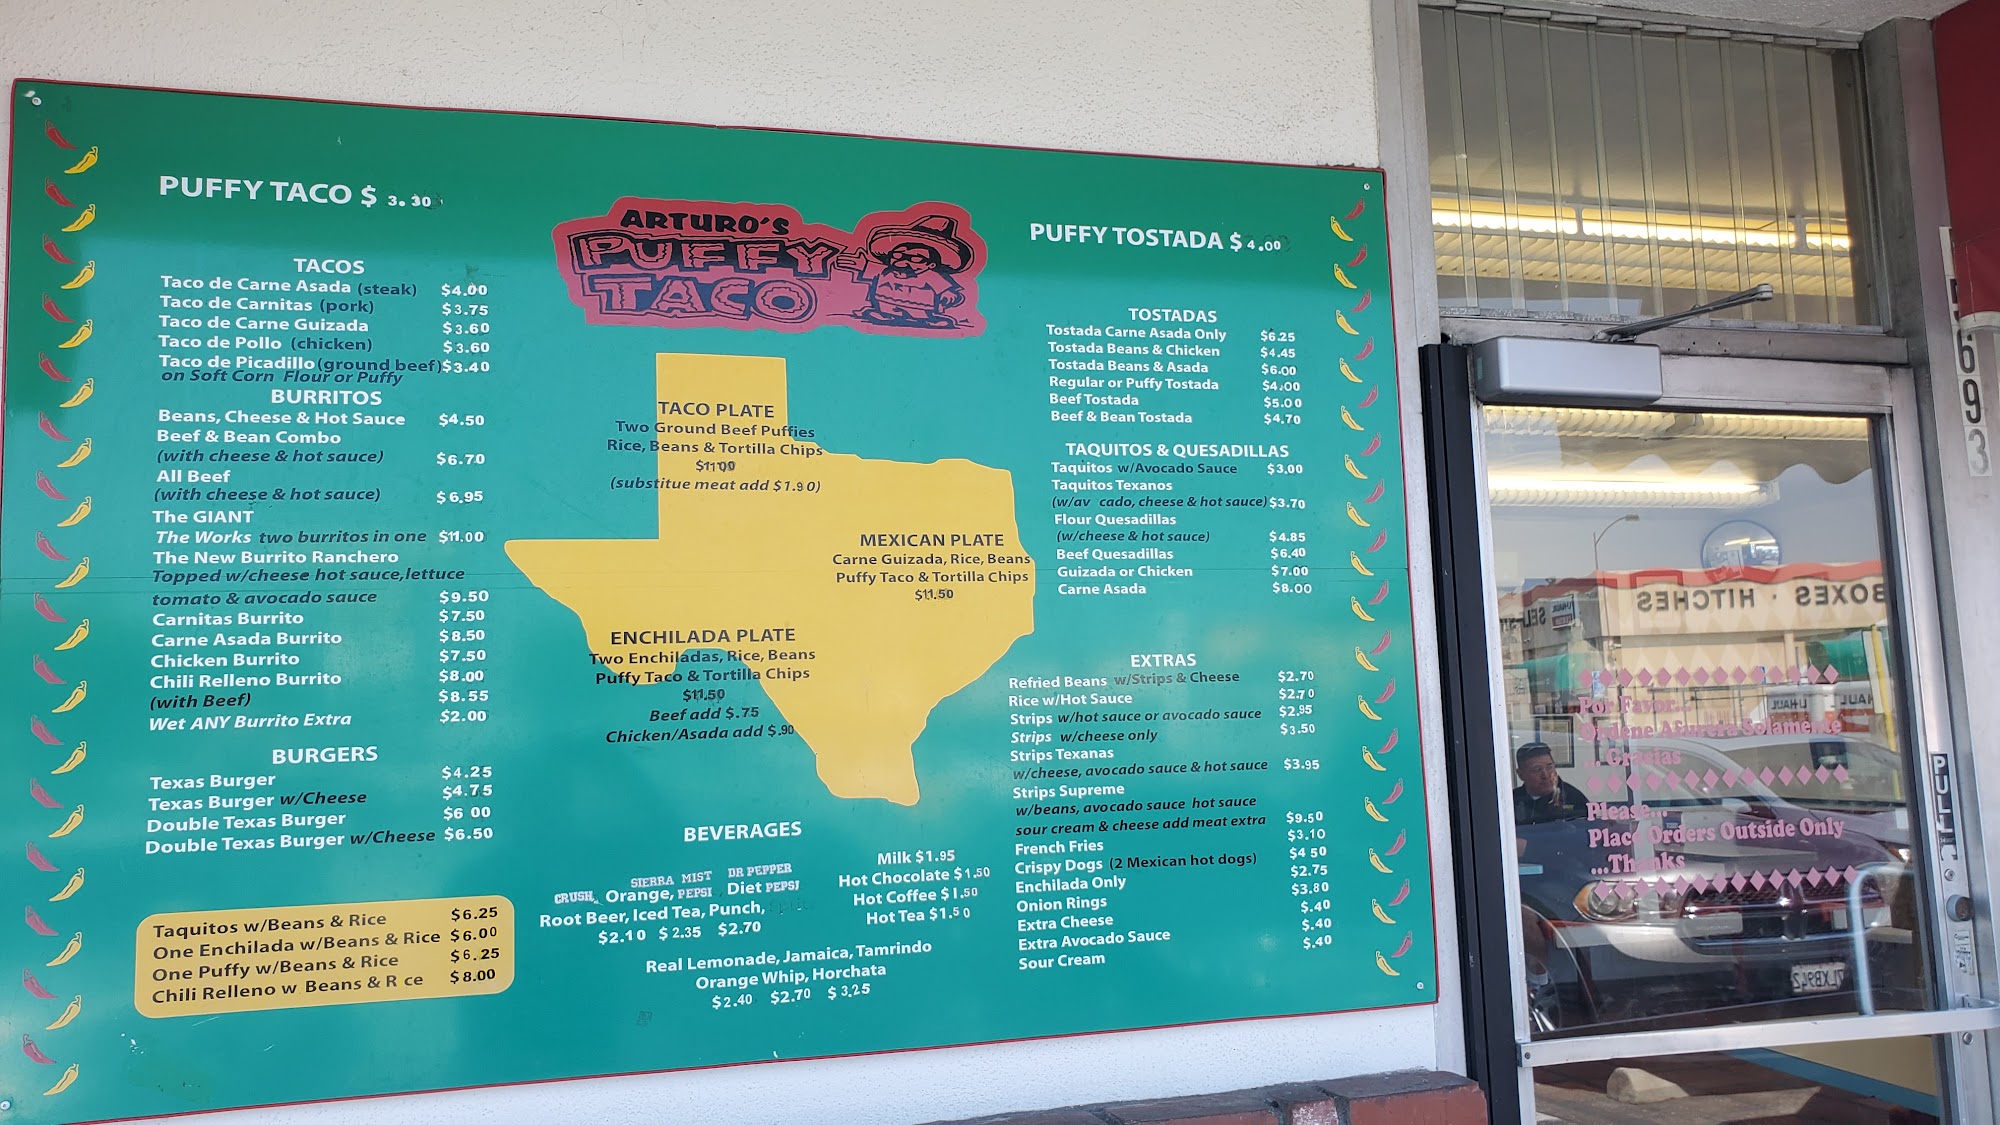 PUFFY TACO $ 3.30
TACOS
Taco de Carne Asada (steak) $4.00
Taco de Carnitas (pork) $3.75
Taco de Carne Guizada $3.60
Taco de Pollo (chicken) $3.60
Taco de Picadillo (ground beef) $3.40
on Soft Corn Flour or Puffy
BURRITOS
Beans, Cheese & Hot Sauce $4.50
Beef & Bean Combo
(with cheese & hot sauce) $6.70
All Beef
(with cheese & hot sauce) $6.95
The GIANT
The Works two burritos in one $11.00
The New Burrito Ranchero
Topped w/cheese hot sauce, lettuce
tomato & avocado sauce $9.50
Carnitas Burrito $7.50
Carne Asada Burrito $8.50
Chicken Burrito $7.50
Chili Relleno Burrito $8.00
(with Beef) $8.55
Wet ANY Burrito Extra $2.00
BURGERS
Texas Burger $4.25
Texas Burger w/Cheese $4.75
Double Texas Burger $6 00
Double Texas Burger w/Cheese $6.50
Taquitos w/Beans & Rice $6.25
One Enchilada w/Beans & Rice $6.00
One Puffy w/Beans & Rice $6.25
Chili Relleno w Beans & R ce $8.00
ARTURO'S
PUFFY
TACO
TACO PLATE
Two Ground Beef Puffies
Rice, Beans & Tortilla Chips
$11 00
(substitue meat add $1.90)
MEXICAN PLATE
Carne Guizada, Rice, Beans
Puffy Taco & Tortilla Chips
$11.50
ENCHILADA PLATE
Two Enchiladas, Rice, Beans
Puffy Taco & Tortilla Chips
$11.50
Beef add $.75
Chicken/Asada add $.90
BEVERAGES
SIERRA MIST DR PEPPER
CRUSH, Orange, PEPSI Diet PEPSI
Root Beer, Iced Tea, Punch,
$2.10 $2.35 $2.70
Milk $1.95
Hot Chocolate $1.50
Hot Coffee $1.50
Hot Tea $1.50
Real Lemonade, Jamaica, Tamrindo
Orange Whip, Horchata
$2.40 $2.70 $3.25
PUFFY TOSTADA $ 4.00
TOSTADAS
Tostada Carne Asada Only $6.25
Tostada Beans & Chicken $4.45
Tostada Beans & Asada $6.00
Regular or Puffy Tostada $4.00
Beef Tostada $5.00
Beef & Bean Tostada $4.70
TAQUITOS & QUESADILLAS
Taquitos w/Avocado Sauce $3.00
Taquitos Texanos
(w/av cado, cheese & hot sauce) $3.70
Flour Quesadillas
(w/cheese & hot sauce) $4.85
Beef Quesadillas $6.40
Guizada or Chicken $7.00
Carne Asada $8.00
EXTRAS
Refried Beans w/Strips & Cheese $2.70
Rice w/Hot Sauce $2.70
Strips w/hot sauce or avocado sauce $2.95
Strips w/cheese only $3.50
Strips Texanas
w/cheese, avocado sauce & hot sauce $3.95
Strips Supreme
w/beans, avocado sauce hot sauce
sour cream & cheese add meat extra $9.50
French Fries $3.10
Crispy Dogs (2 Mexican hot dogs) $4 50
Enchilada Only $2.75
Onion Rings $3.80
Extra Cheese $.40
Extra Avocado Sauce $.40
Sour Cream $.40
693
PULL
BOXES · HITCHES
Por Favor...
Ordene Afuera Solamente
... Gracias
Please...
Place Orders Outside Only
...Thanks